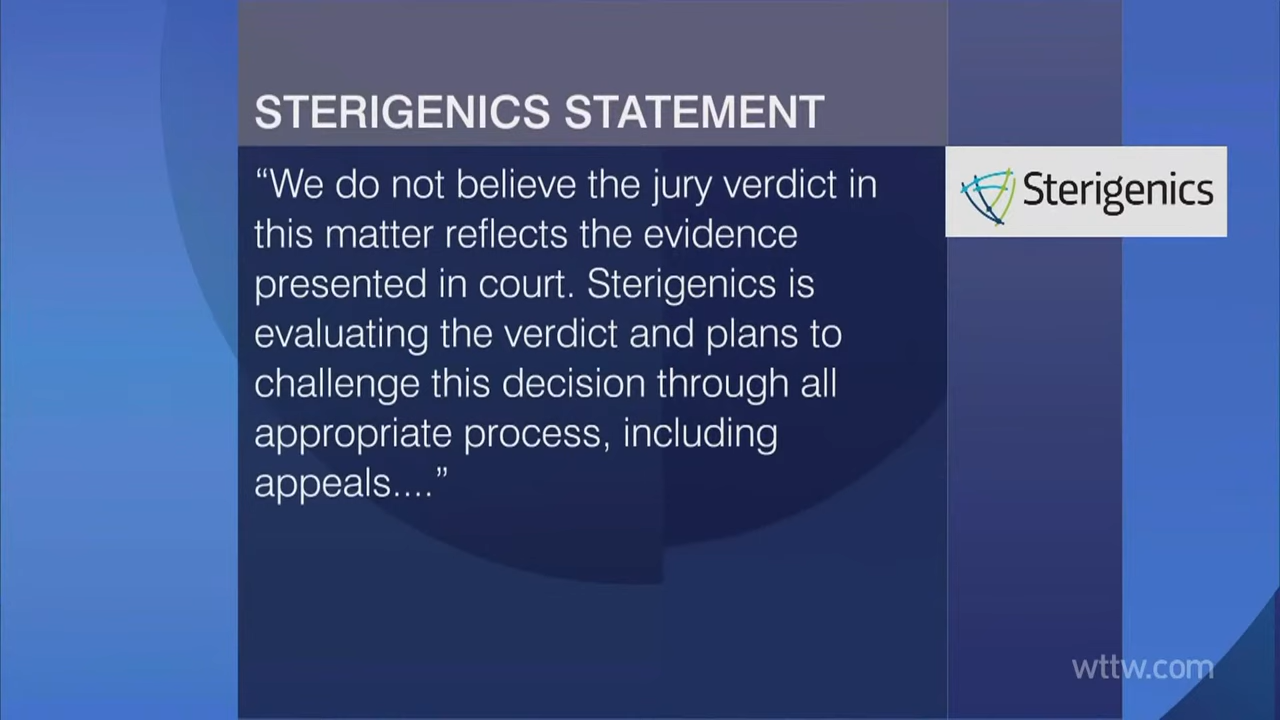 STERIGENICS STATEMENT
“We do not believe the jury verdict in
this matter reflects the evidence
presented in court. Sterigenics is
evaluating the verdict and plans to
challenge this decision through all
appropriate process, including
appeals....”
Sterigenics
wttw.com